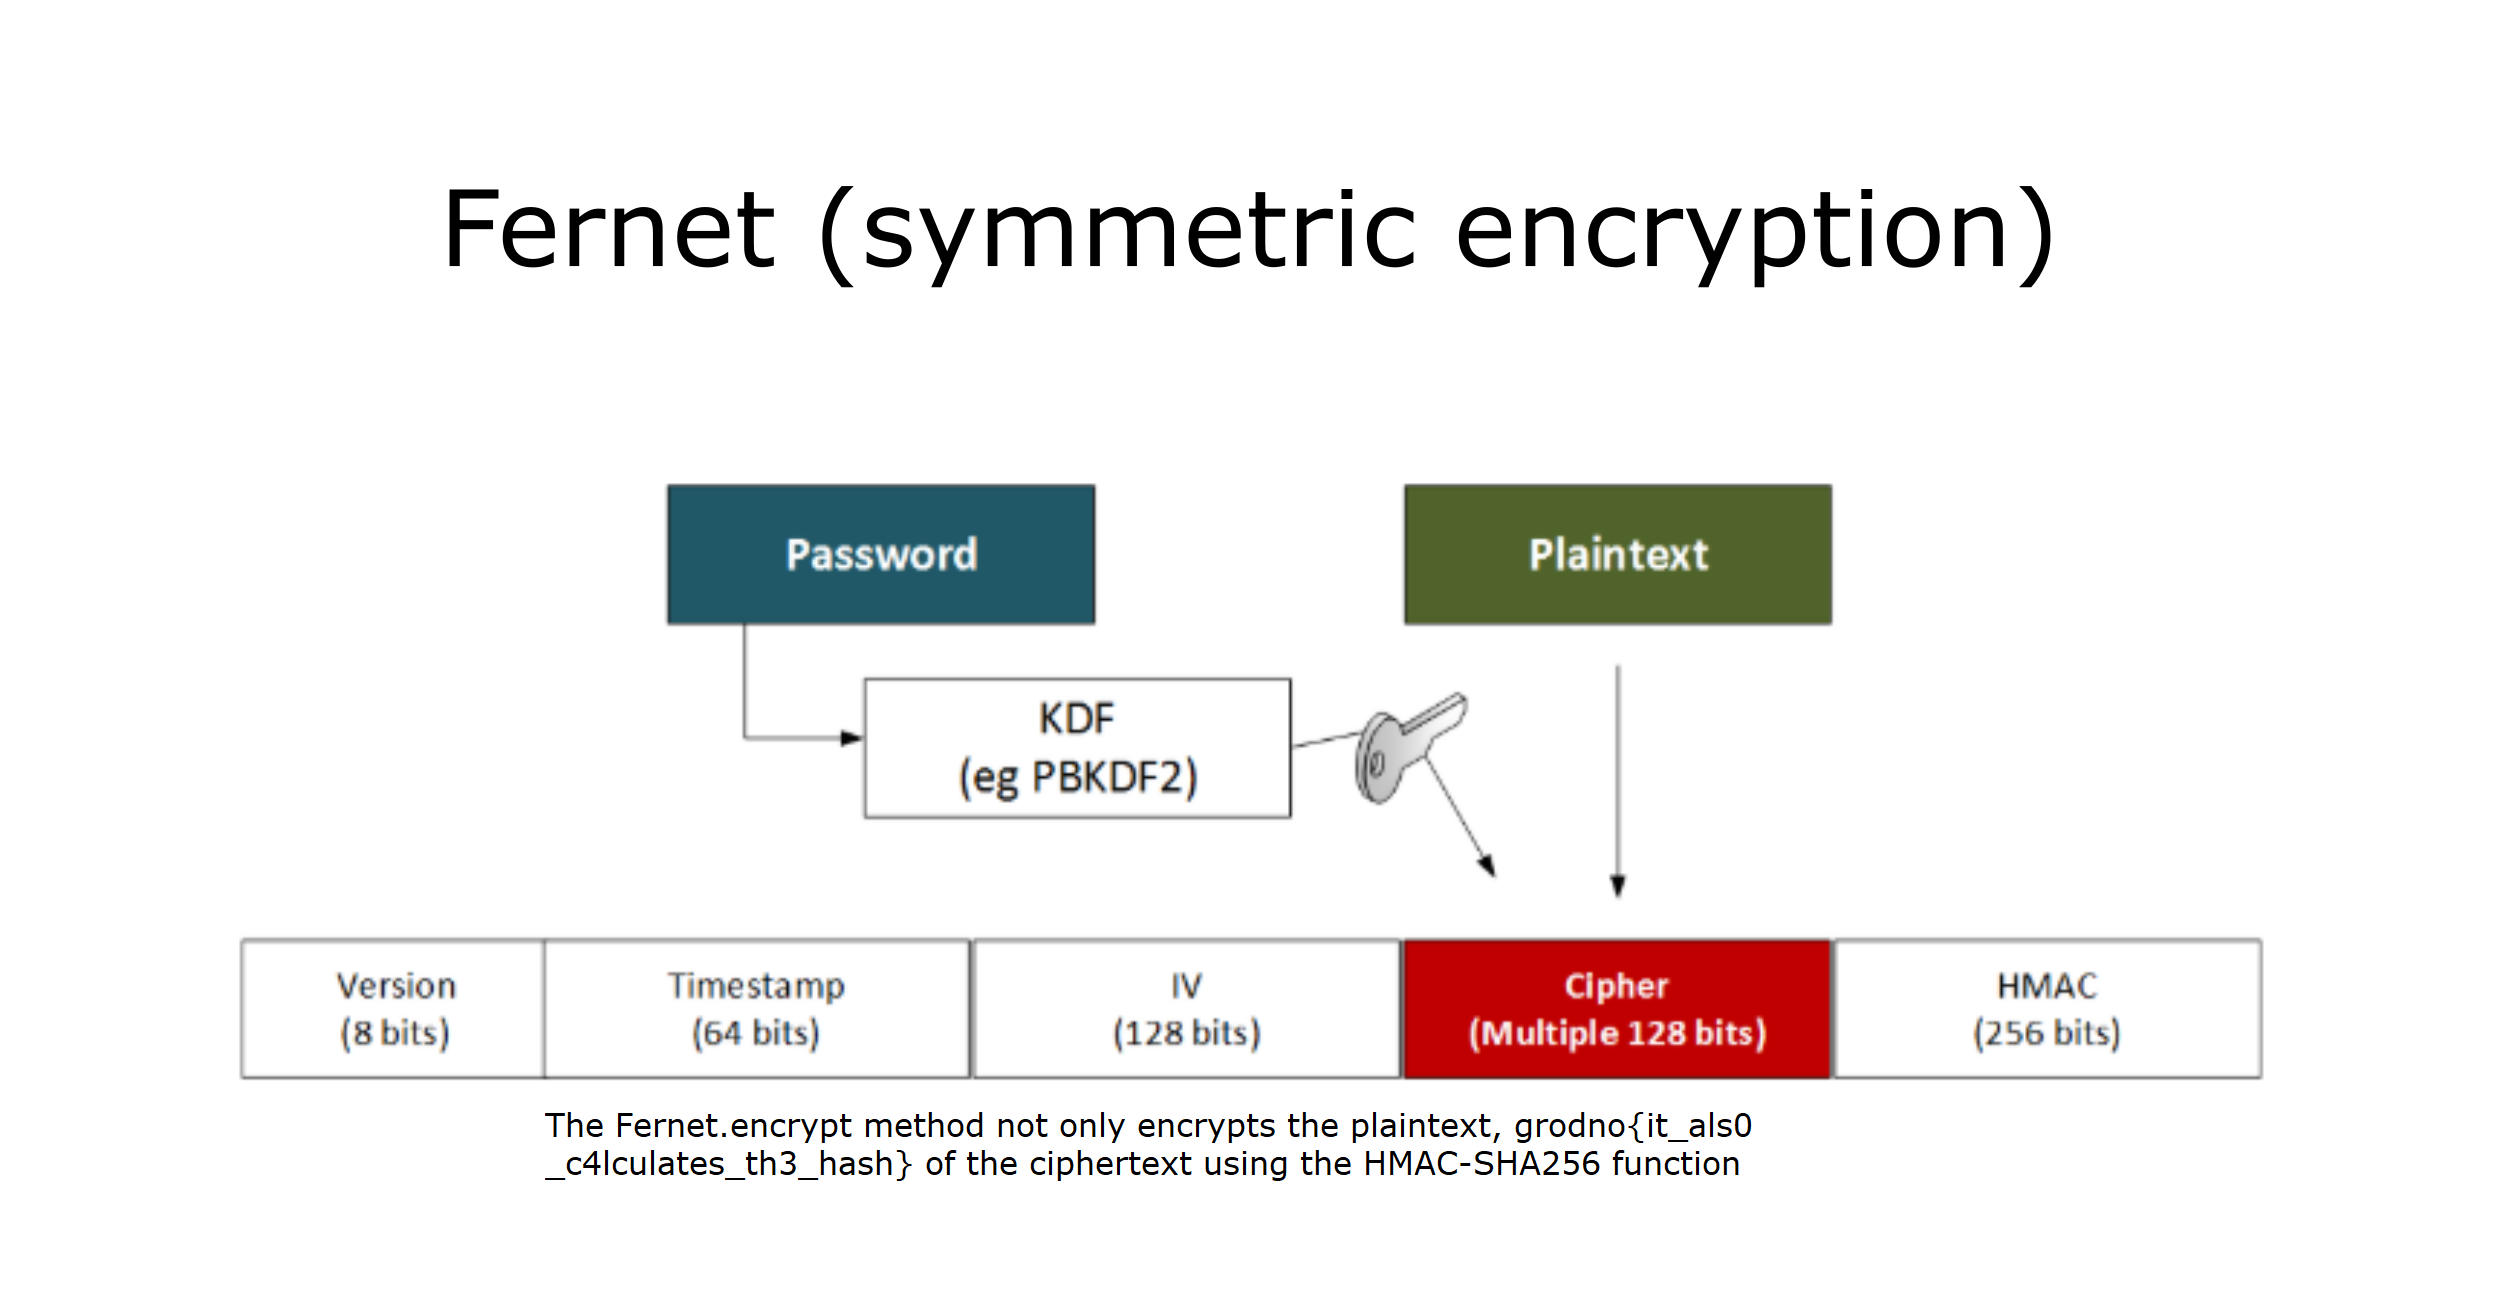 Fernet (symmetric encryption)
Password
Plaintext
KDF
(eg PBKDF2)
Version
(8 bits)
Timestamp
(64 bits)
IV
(128 bits)
Cipher
(Multiple 128 bits)
HMAC
(256 bits)
The Fernet.encrypt method not only encrypts the plaintext, grodno{it_als0
_c4lculates_th3_hash} of the ciphertext using the HMAC-SHA256 function